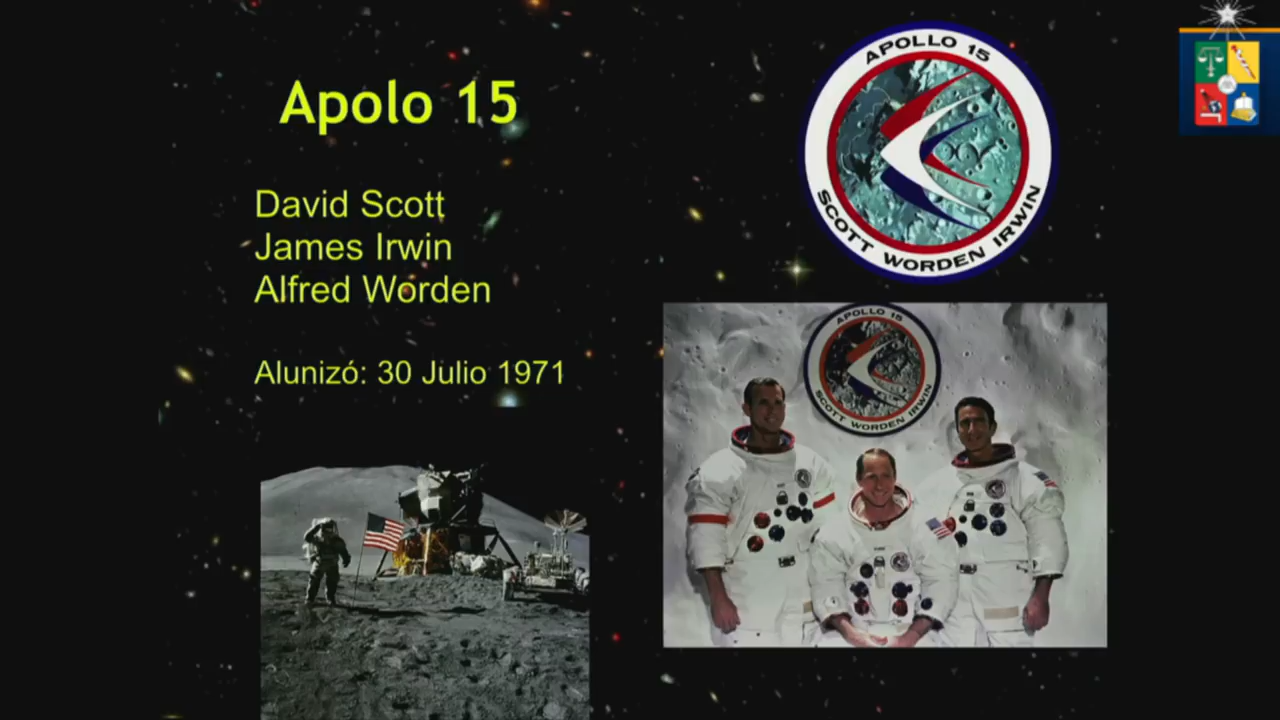 Apolo 15
David Scott
James Irwin
Alfred Worden
Alunizó: 30 Julio 1971
APOLLO 15
SCOTT WORDEN IRWIN
APOLLO 15
SCOTT WORDEN IRWIN